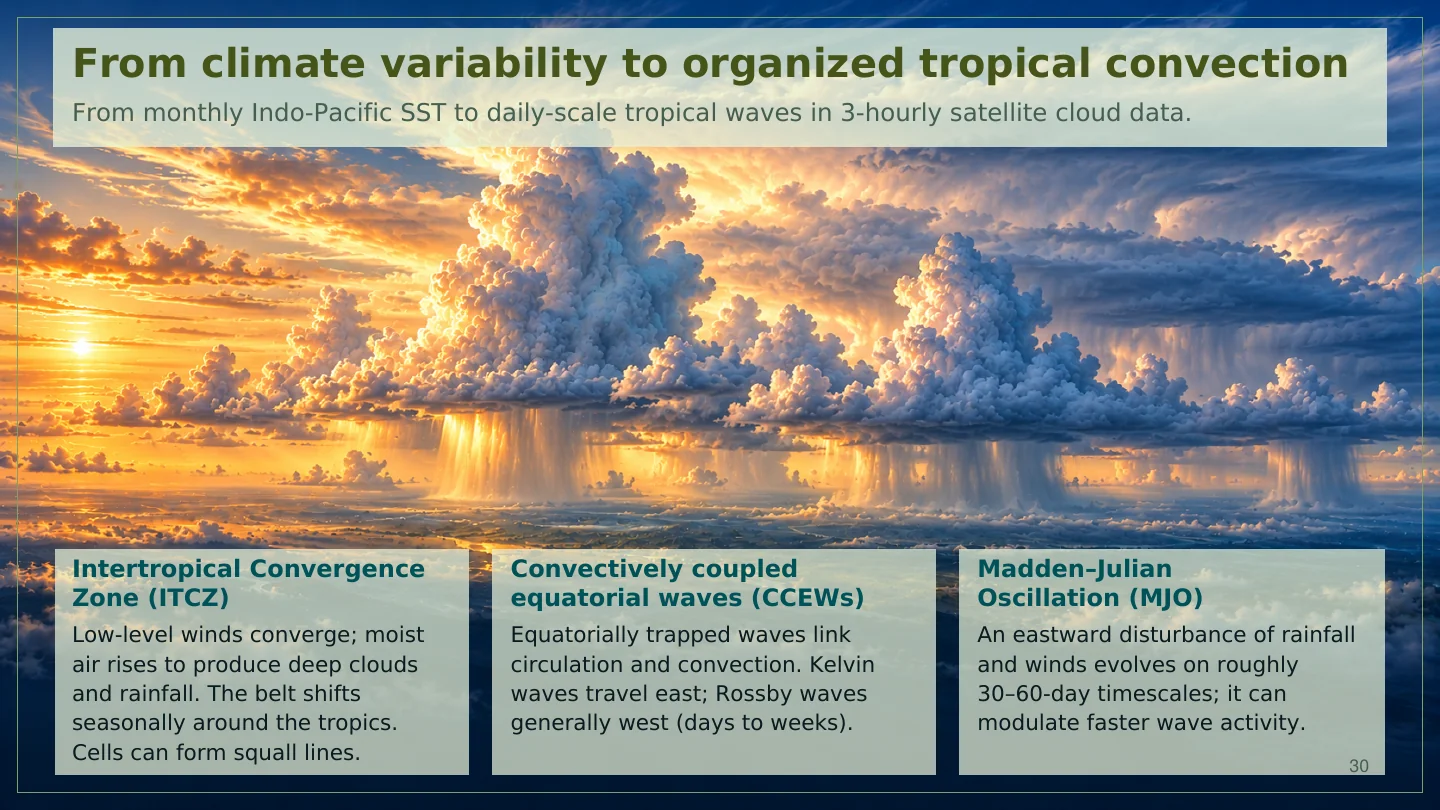 From climate variability to organized tropical convection
From monthly Indo-Pacific SST to daily-scale tropical waves in 3-hourly satellite cloud data.
Intertropical Convergence
Zone (ITCZ)
Low-level winds converge; moist
air rises to produce deep clouds
and rainfall. The belt shifts
seasonally around the tropics.
Cells can form squall lines.
Convectively coupled
equatorial waves (CCEWs)
Equatorially trapped waves link
circulation and convection. Kelvin
waves travel east; Rossby waves
generally west (days to weeks).
Madden–Julian
Oscillation (MJO)
An eastward disturbance of rainfall
and winds evolves on roughly
30–60-day timescales; it can
modulate faster wave activity.
30